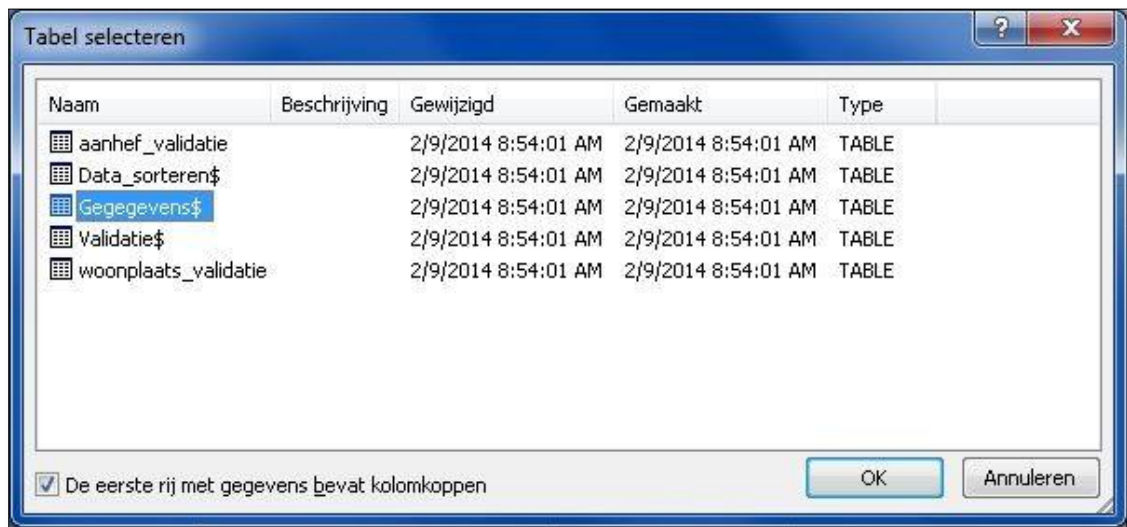 Tabel selecteren
Naam Beschrijving Gewijzigd Gemaakt Type
aanhef_validatie 2/9/2014 8:54:01 AM 2/9/2014 8:54:01 AM TABLE
Data_sorteren$ 2/9/2014 8:54:01 AM 2/9/2014 8:54:01 AM TABLE
Gegegevens$ 2/9/2014 8:54:01 AM 2/9/2014 8:54:01 AM TABLE
Validatie$ 2/9/2014 8:54:01 AM 2/9/2014 8:54:01 AM TABLE
woonplaats_validatie 2/9/2014 8:54:01 AM 2/9/2014 8:54:01 AM TABLE
De eerste rij met gegevens bevat kolomkoppen OK Annuleren